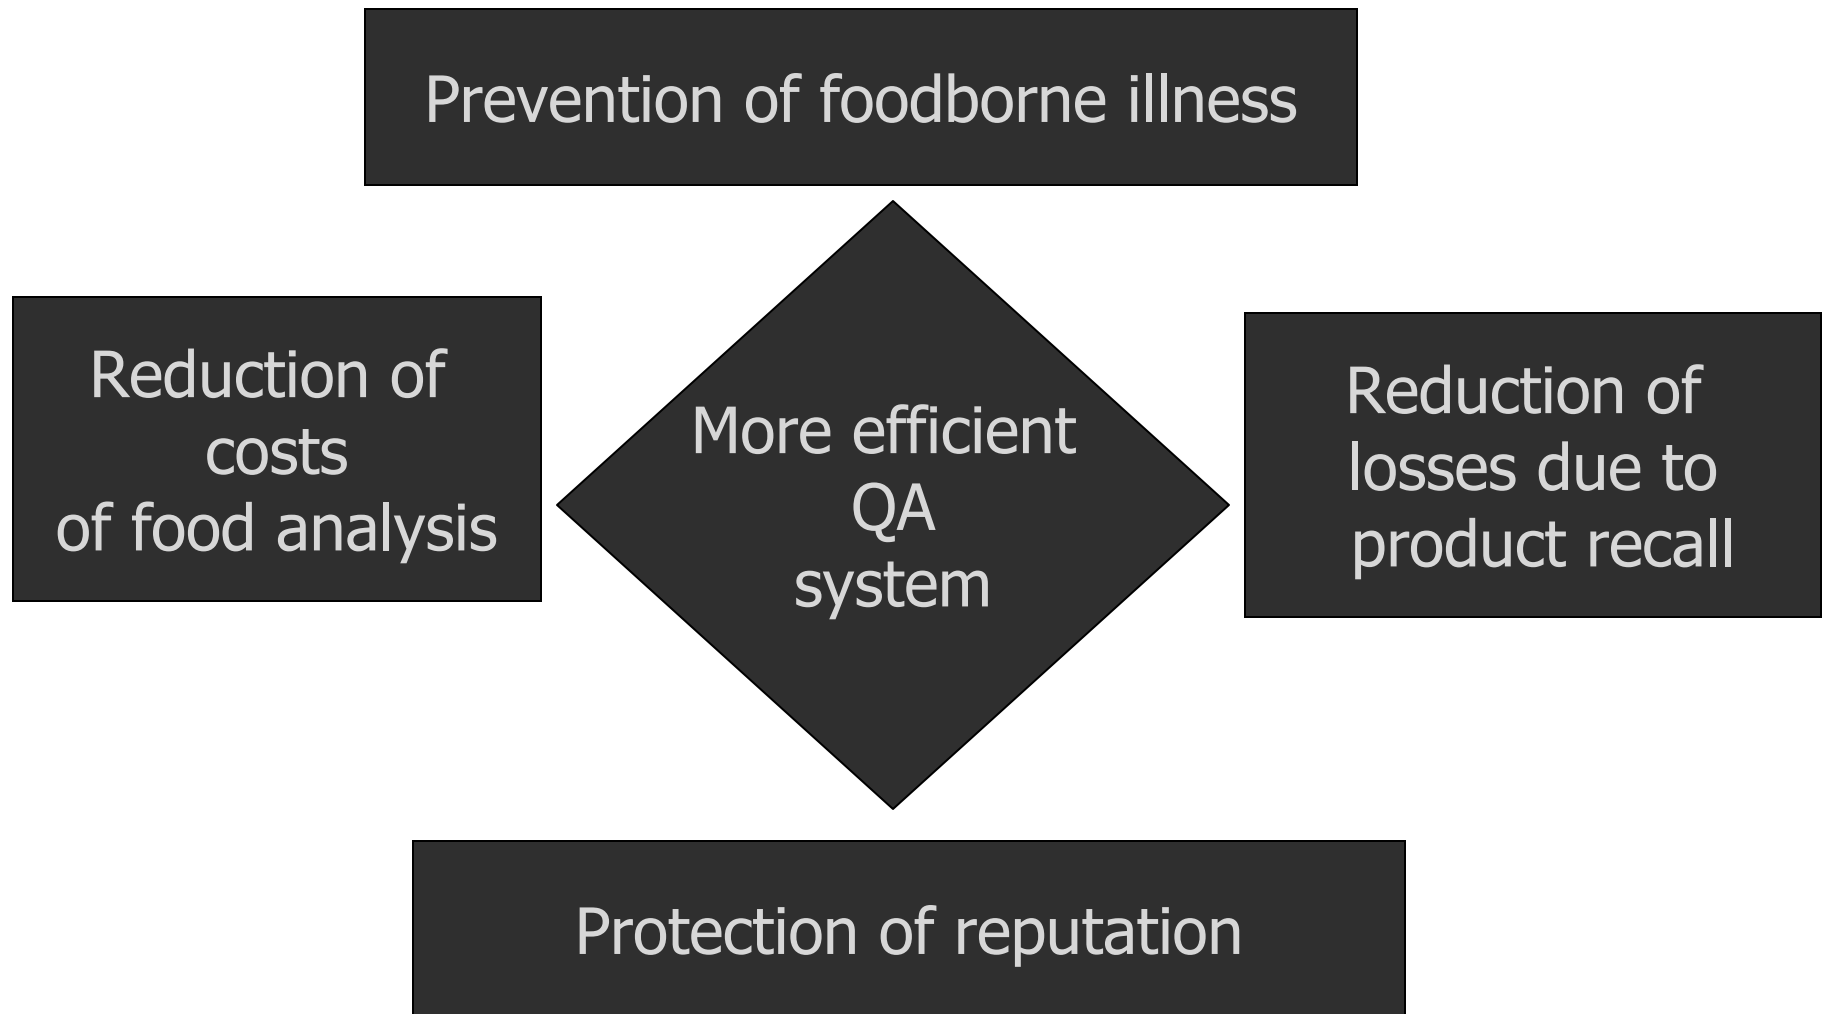 Prevention of foodborne illness
Reduction of
costs
of food analysis
More efficient
QA
system
Reduction of
losses due to
product recall
Protection of reputation